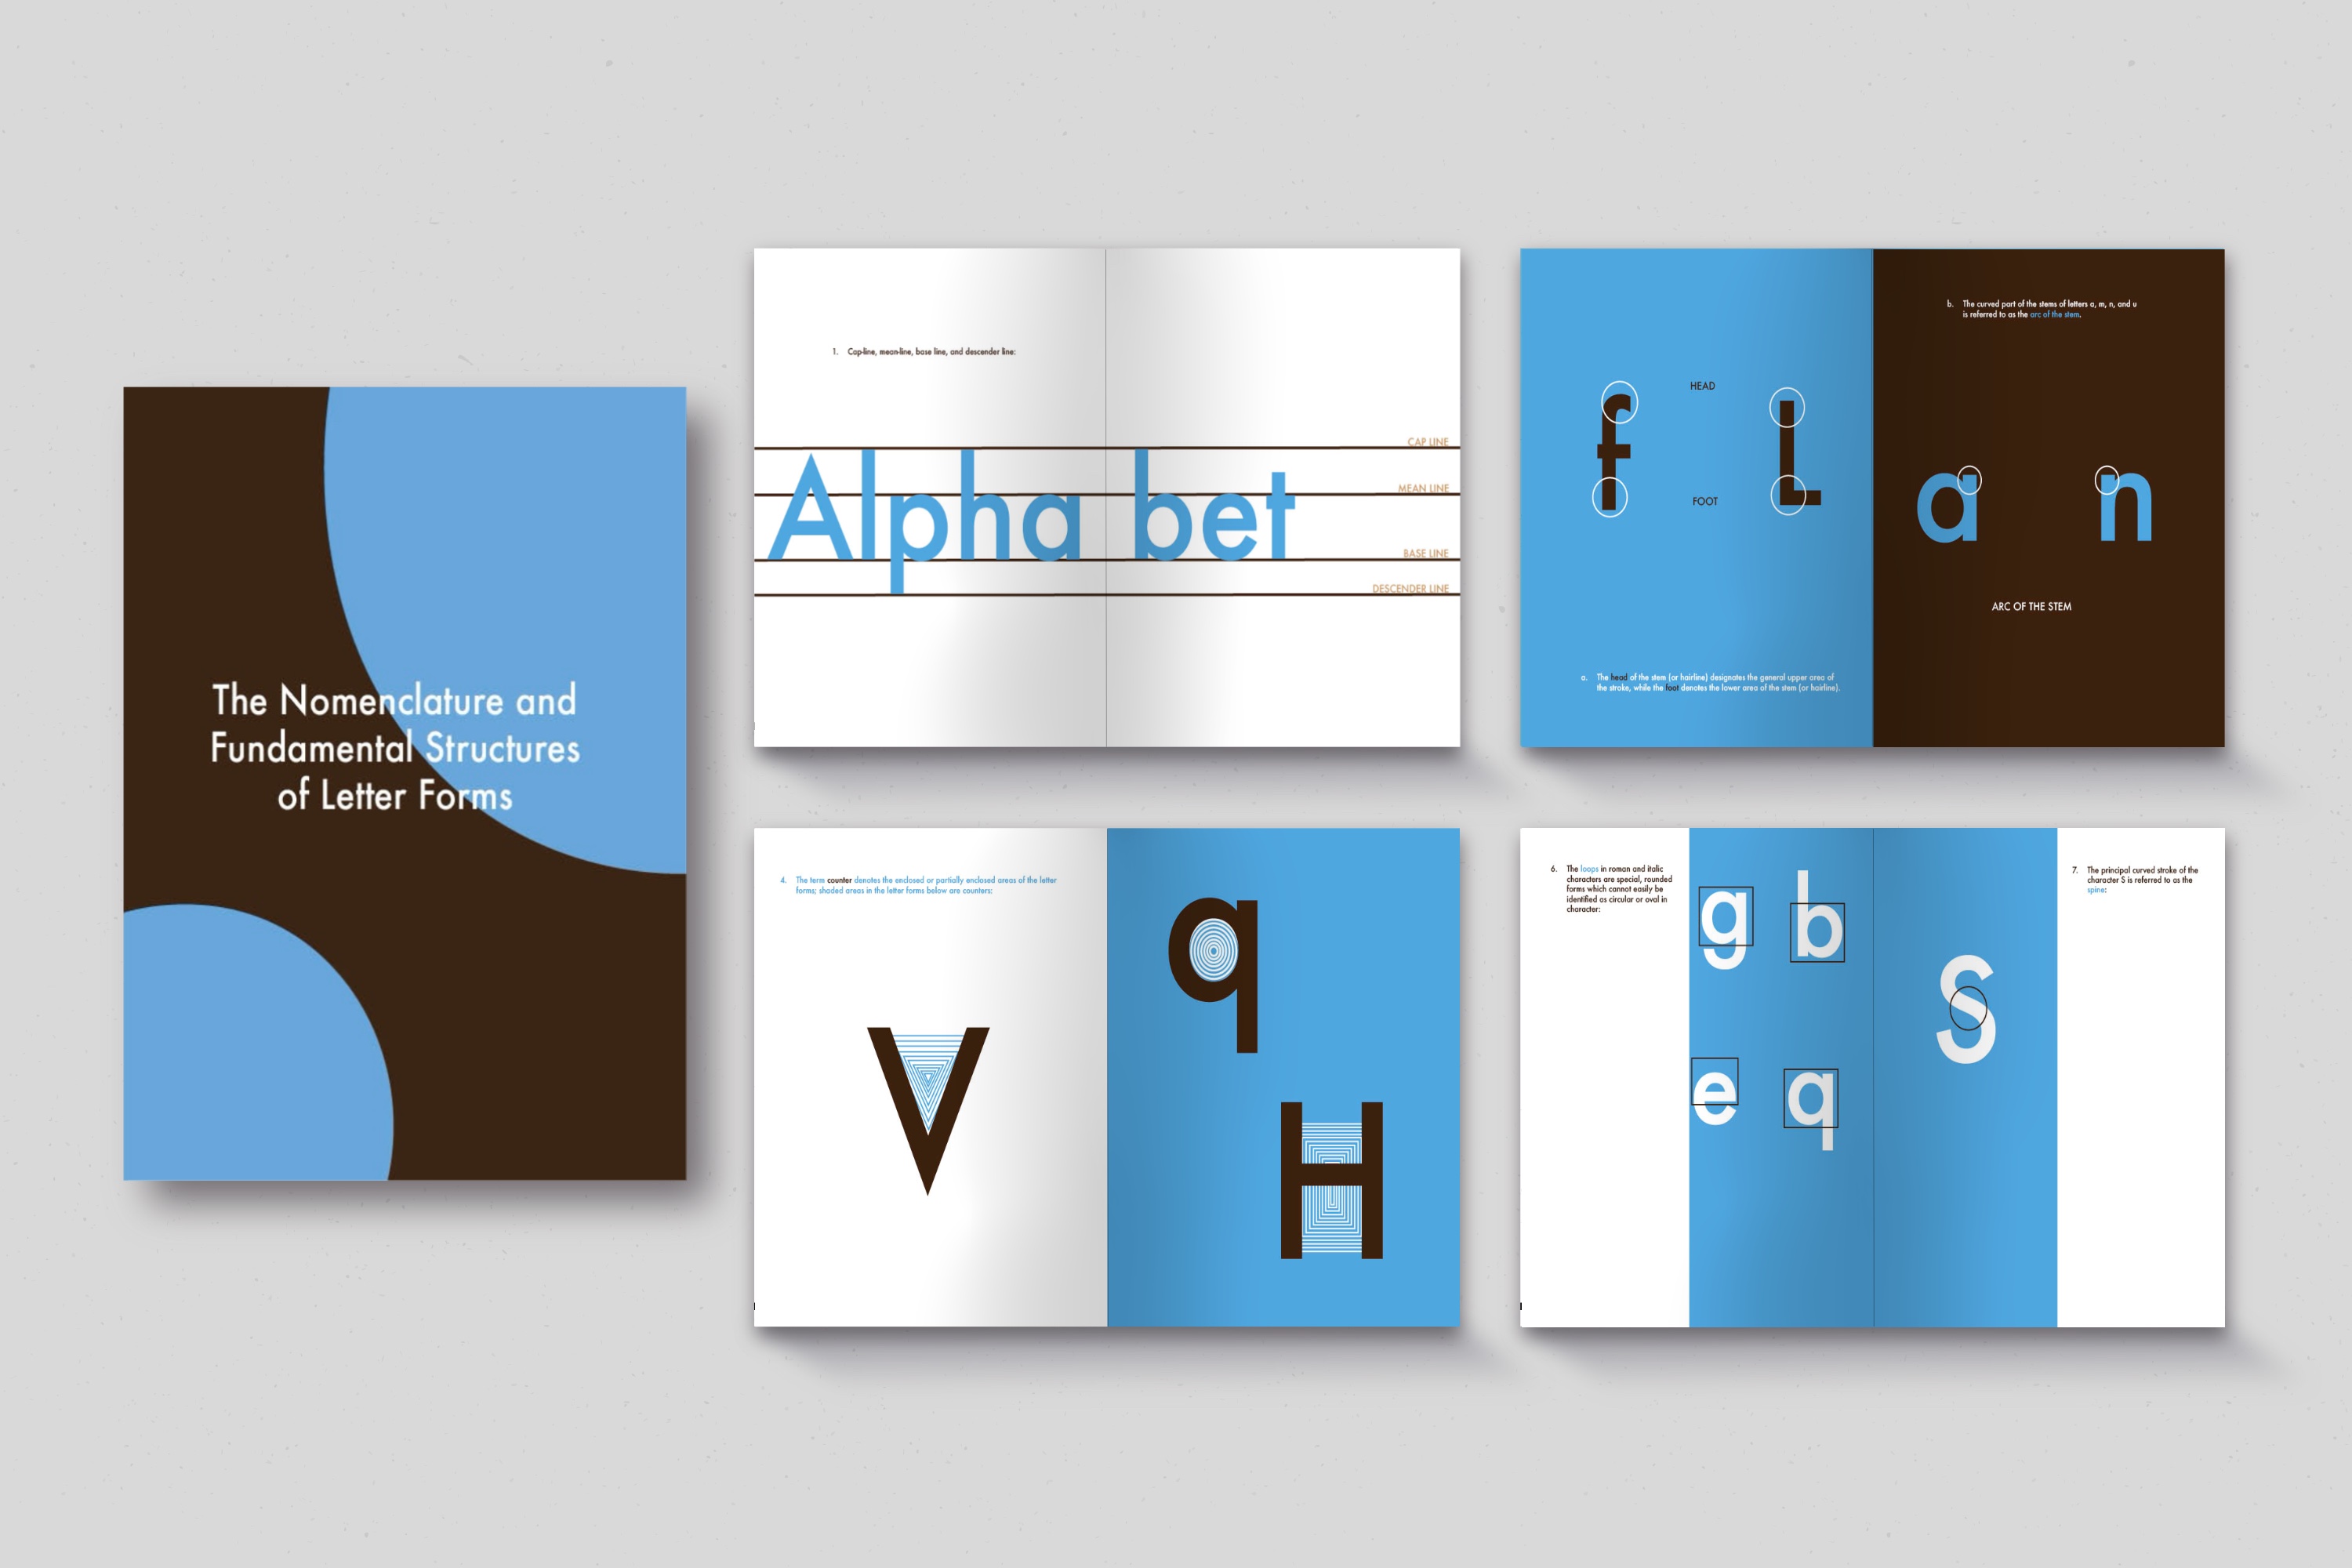 The Nomenclature and
Fundamental Structures
of Letter Forms
1. Cap-line, mean-line, base line, and descender line:
CAP LINE
MEAN LINE
Alpha bet
BASE LINE
DESCENDER LINE
HEAD
f L
FOOT
a. The head of the stem (or hairline) designates the general upper area of
the stroke, while the foot denotes the lower area of the stem (or hairline).
b. The curved part of the stems of letters a, m, n, and u
is referred to as the arc of the stem.
a n
ARC OF THE STEM
4. The term counter denotes the enclosed or partially enclosed areas of the letter
forms; shaded areas in the letter forms below are counters:
V
q
H
6. The loops in roman and italic
characters are special, rounded
forms which cannot easily be
identified as circular or oval in
character:
g b
e q
S
7. The principal curved stroke of the
character S is referred to as the
spine: